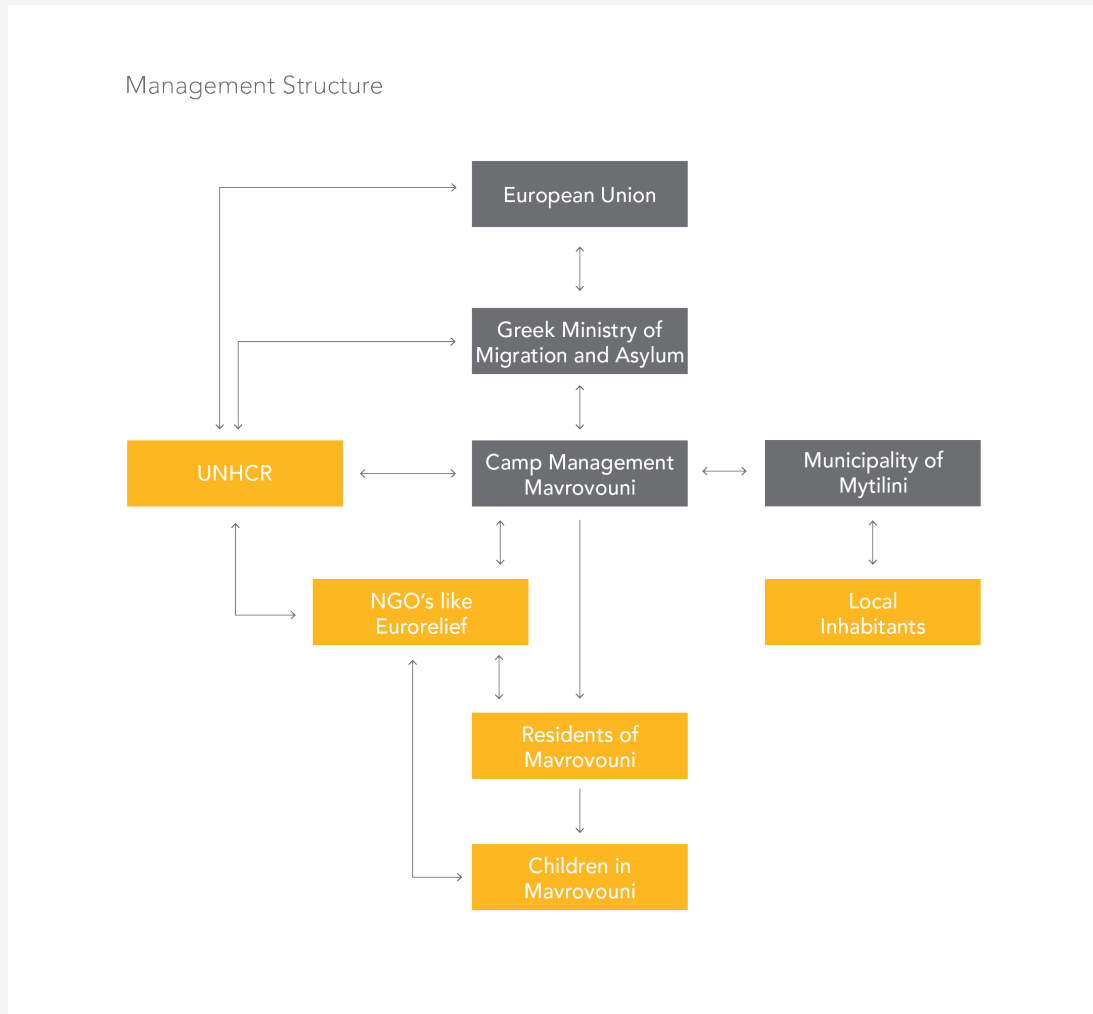 Management Structure
European Union
Greek Ministry of
Migration and Asylum
UNHCR
Camp Management
Mavrovouni
Municipality of
Mytilini
NGO's like
Eurorelief
Local
Inhabitants
Residents of
Mavrovouni
Children in
Mavrovouni